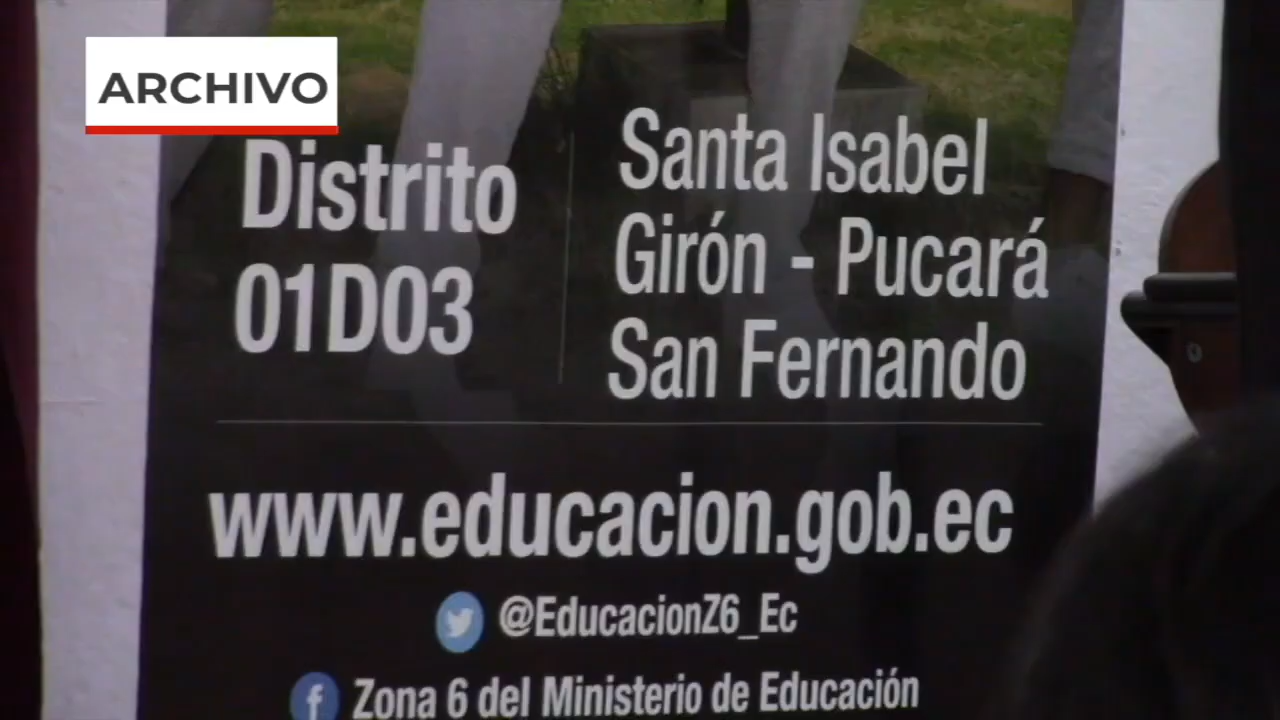 ARCHIVO
Distrito
01D03
Santa Isabel
Girón - Pucará
San Fernando
www.educacion.gob.ec
@EducacionZ6_Ec
Zona 6 del Ministerio de Educación